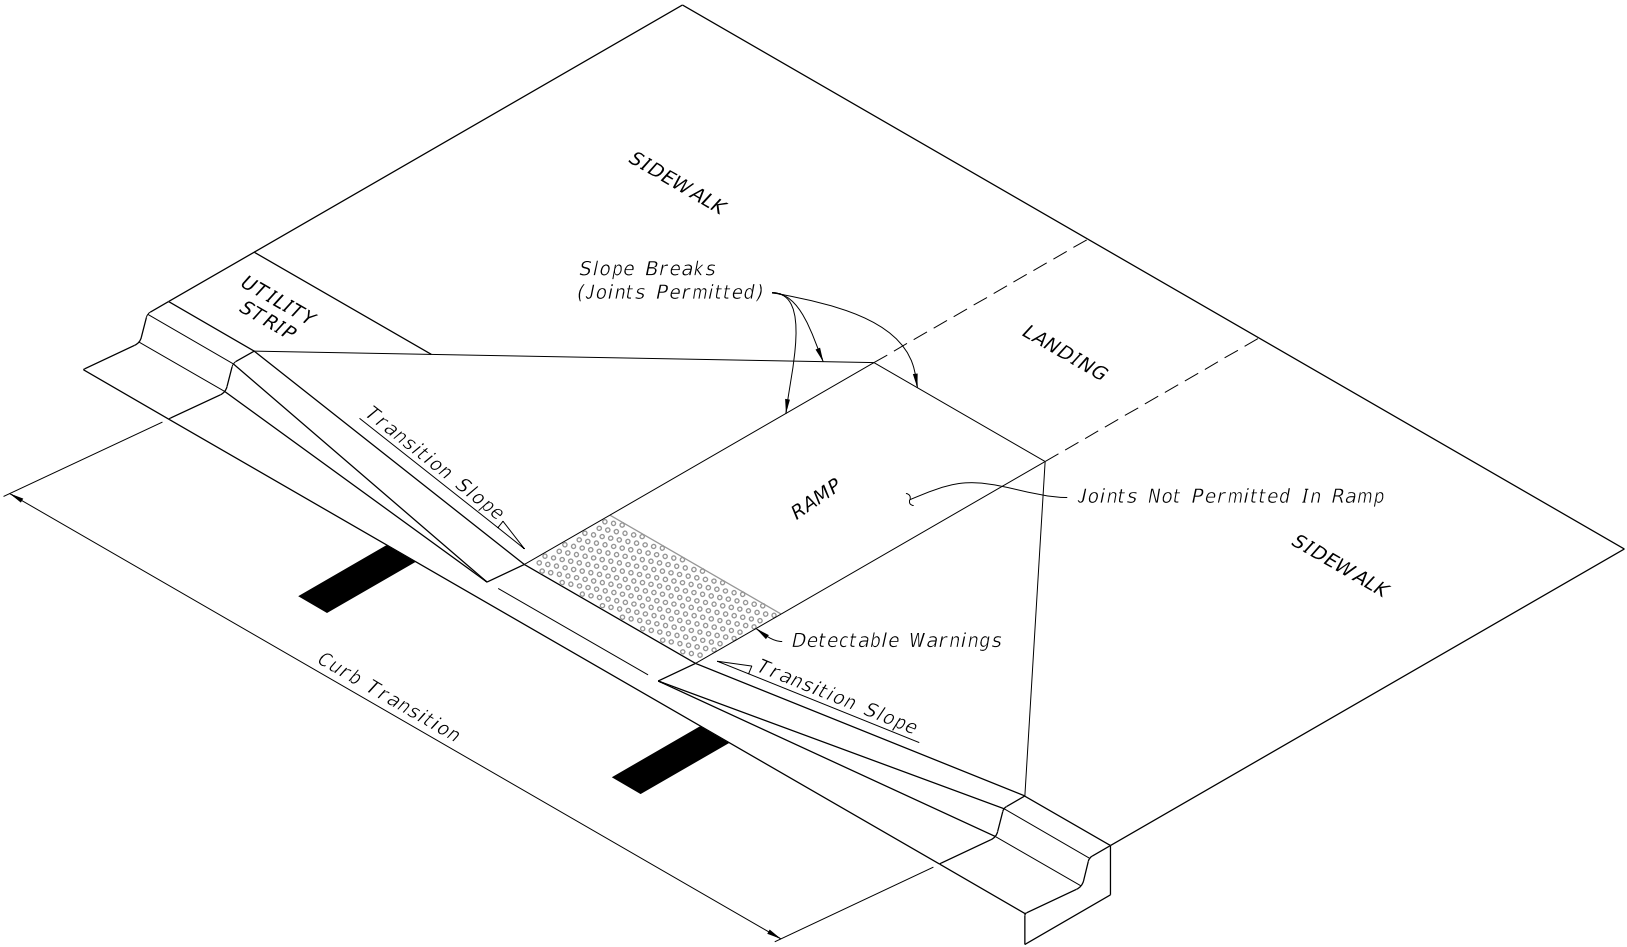 SIDEWALK
Slope Breaks
(Joints Permitted)
UTILITY
STRIP
LANDING
Transition Slope
RAMP
Joints Not Permitted In Ramp
SIDEWALK
Detectable Warnings
Transition Slope
Curb Transition